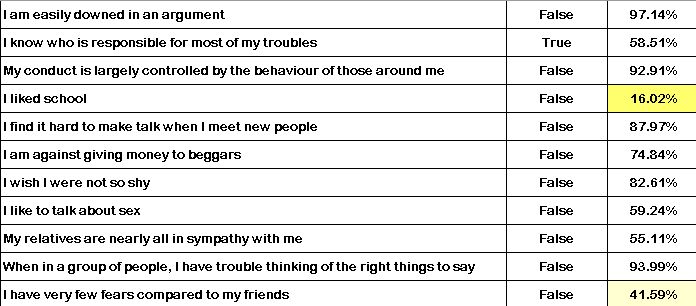 I am easily downed in an argument False 97.14%
I know who is responsible for most of my troubles True 58.51%
My conduct is largely controlled by the behaviour of those around me False 92.91%
I liked school False 16.02%
I find it hard to make talk when I meet new people False 87.97%
I am against giving money to beggars False 74.84%
I wish I were not so shy False 82.61%
I like to talk about sex False 59.24%
My relatives are nearly all in sympathy with me False 55.11%
When in a group of people, I have trouble thinking of the right things to say False 93.99%
I have very few fears compared to my friends False 41.59%